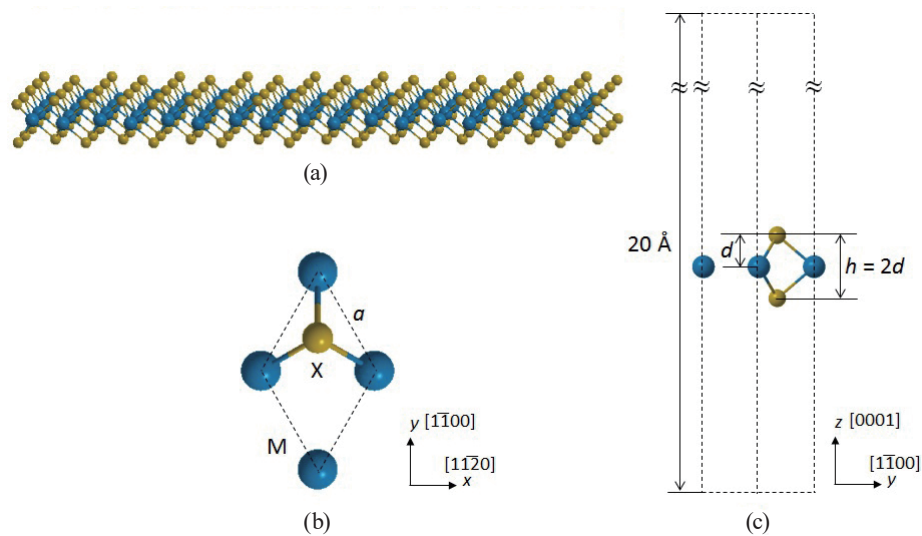 (a)
a
X
M
y [11̄00]
[112̄0]
x
(b)
20 Å
d
h = 2d
z [0001]
[11̄00]
y
(c)